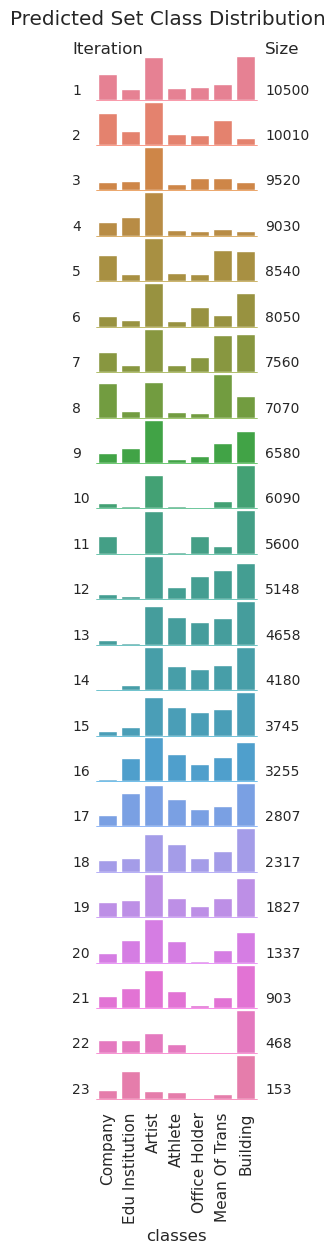 Predicted Set Class Distribution
Iteration Size
1 10500
2 10010
3 9520
4 9030
5 8540
6 8050
7 7560
8 7070
9 6580
10 6090
11 5600
12 5148
13 4658
14 4180
15 3745
16 3255
17 2807
18 2317
19 1827
20 1337
21 903
22 468
23 153
Company
Edu Institution
Artist
Athlete
Office Holder
Mean Of Trans
Building
classes